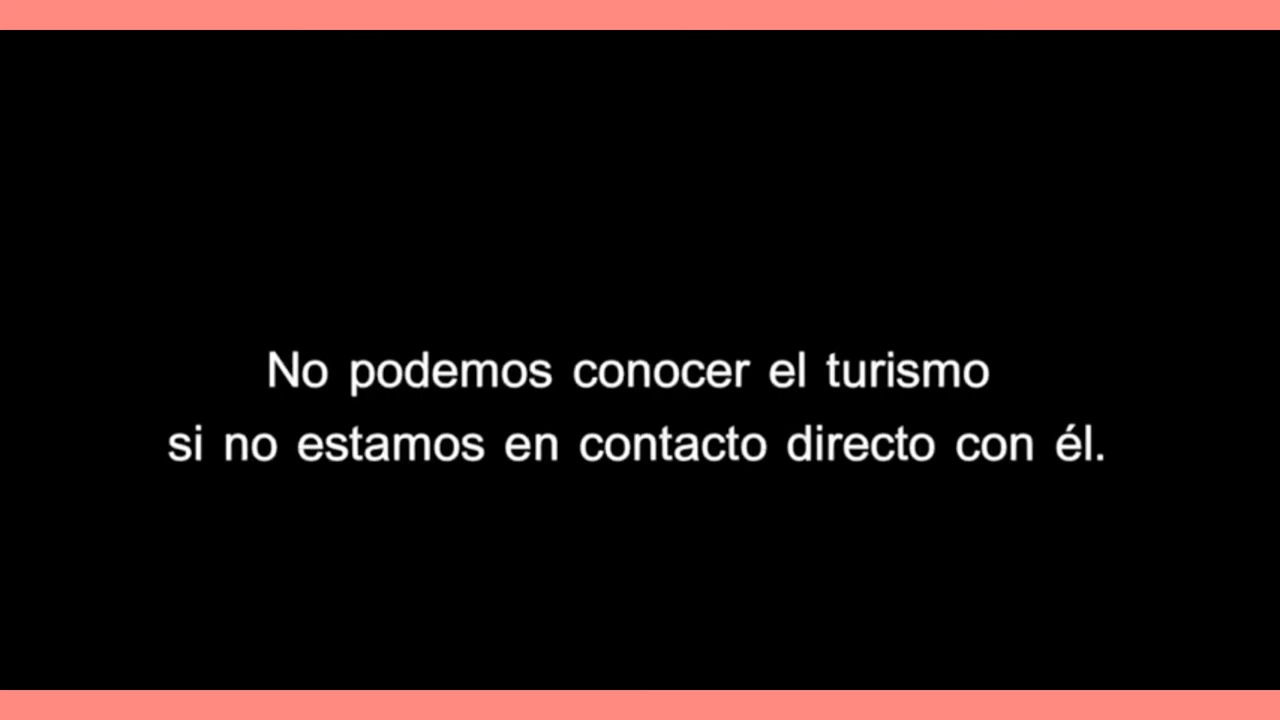 No podemos conocer el turismo
si no estamos en contacto directo con él.